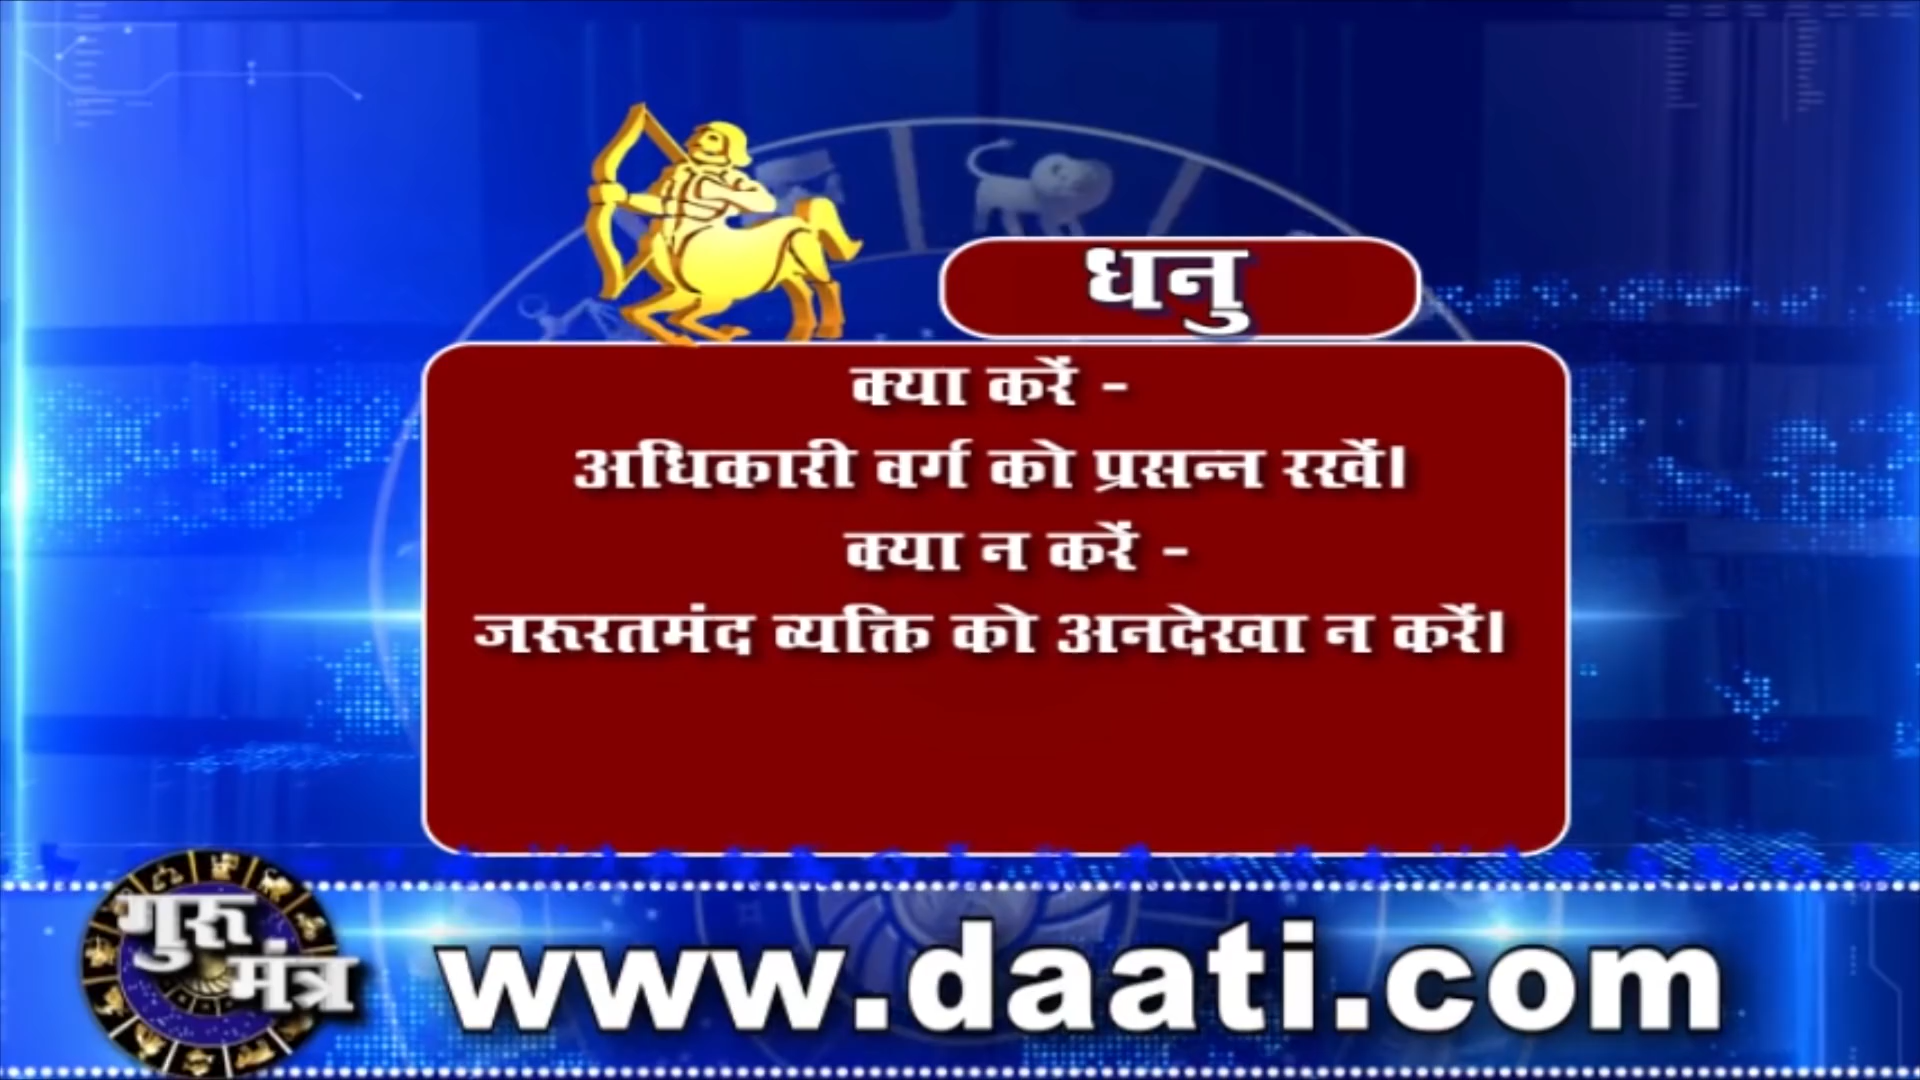 धनु
क्या करें -
अधिकारी वर्ग को प्रसन्न रखें।
क्या न करें -
जरूरतमंद व्यक्ति को अनदेखा न करें।
गुरु
मंत्र
www.daati.com